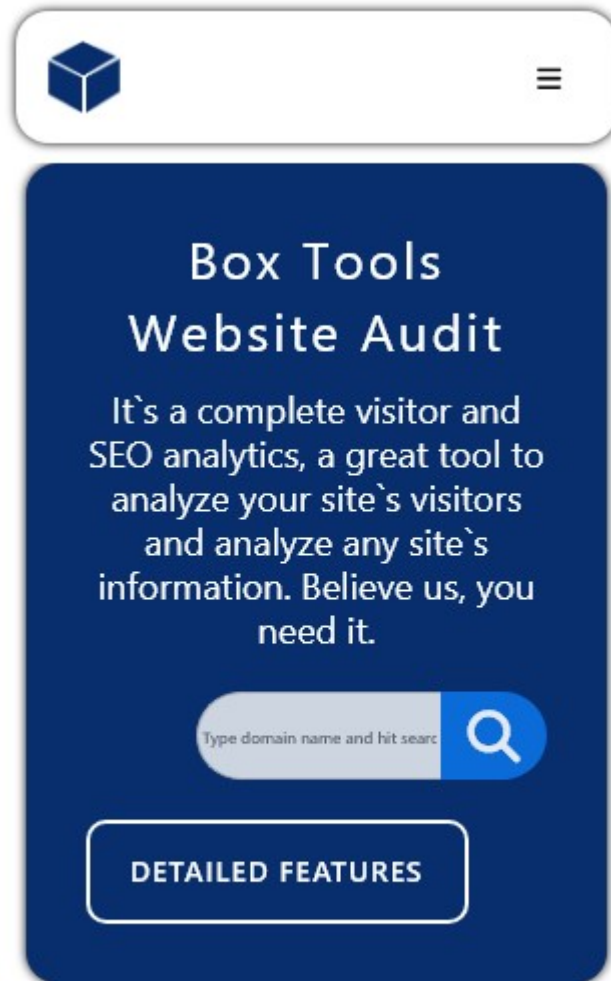 Box Tools
Website Audit
It`s a complete visitor and
SEO analytics, a great tool to
analyze your site`s visitors
and analyze any site`s
information. Believe us, you
need it.
Type domain name and hit searc
DETAILED FEATURES